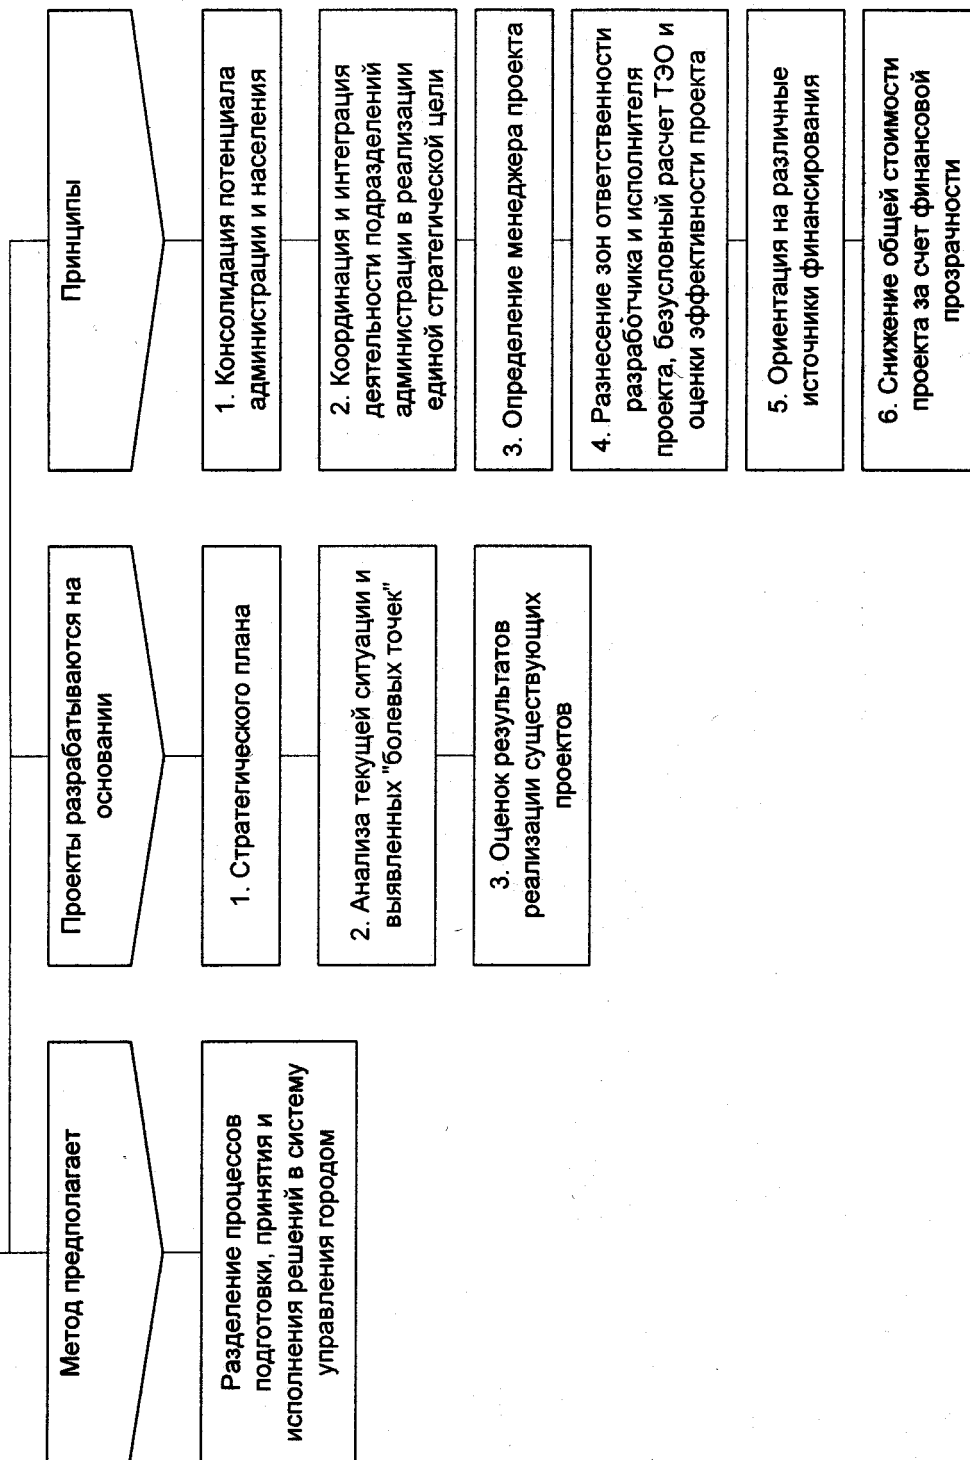 Метод предполагает
Разделение процессов
подготовки, принятия и
исполнения решений в систему
управления городом
Проекты разрабатываются на
основании
1. Стратегического плана
2. Анализа текущей ситуации и
выявленных "болевых точек"
3. Оценок результатов
реализации существующих
проектов
Принципы
1. Консолидация потенциала
администрации и населения
2. Координация и интеграция
деятельности подразделений
администрации в реализации
единой стратегической цели
3. Определение менеджера проекта
4. Разнесение зон ответственности
разработчика и исполнителя
проекта, безусловный расчет ТЭО и
оценки эффективности проекта
5. Ориентация на различные
источники финансирования
6. Снижение общей стоимости
проекта за счет финансовой
прозрачности